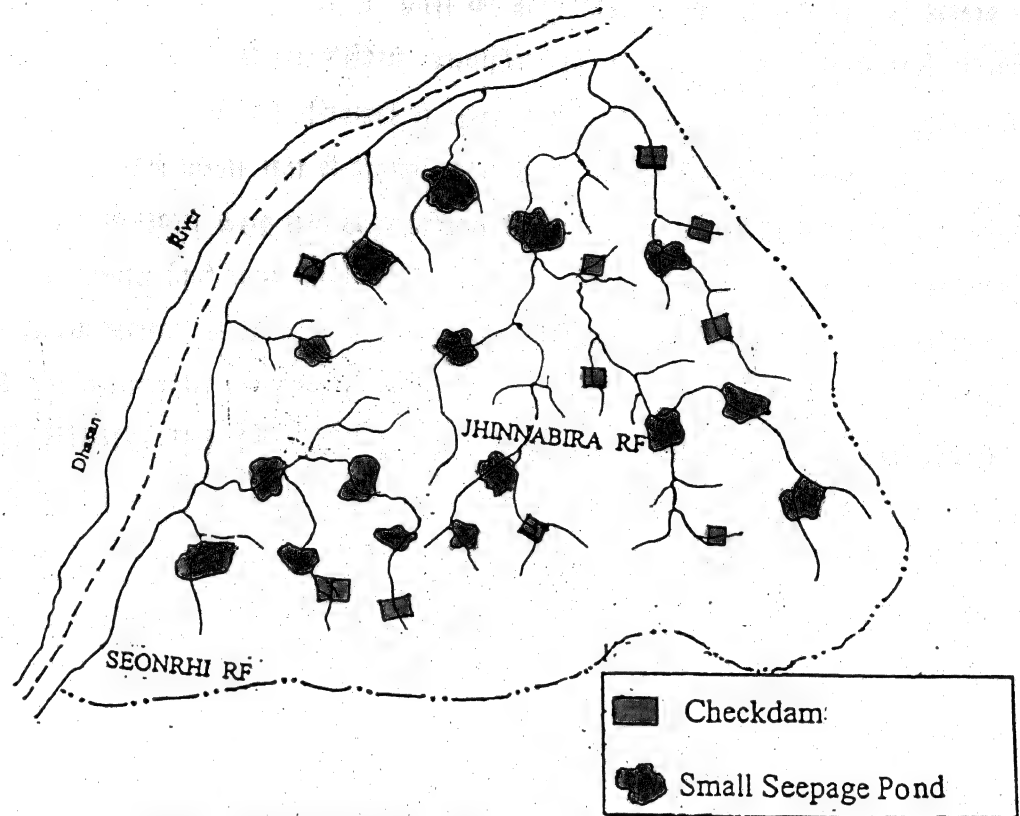 River
Dhasan
JHINNABIRA RF
SEONRHI RF
Checkdam
Small Seepage Pond